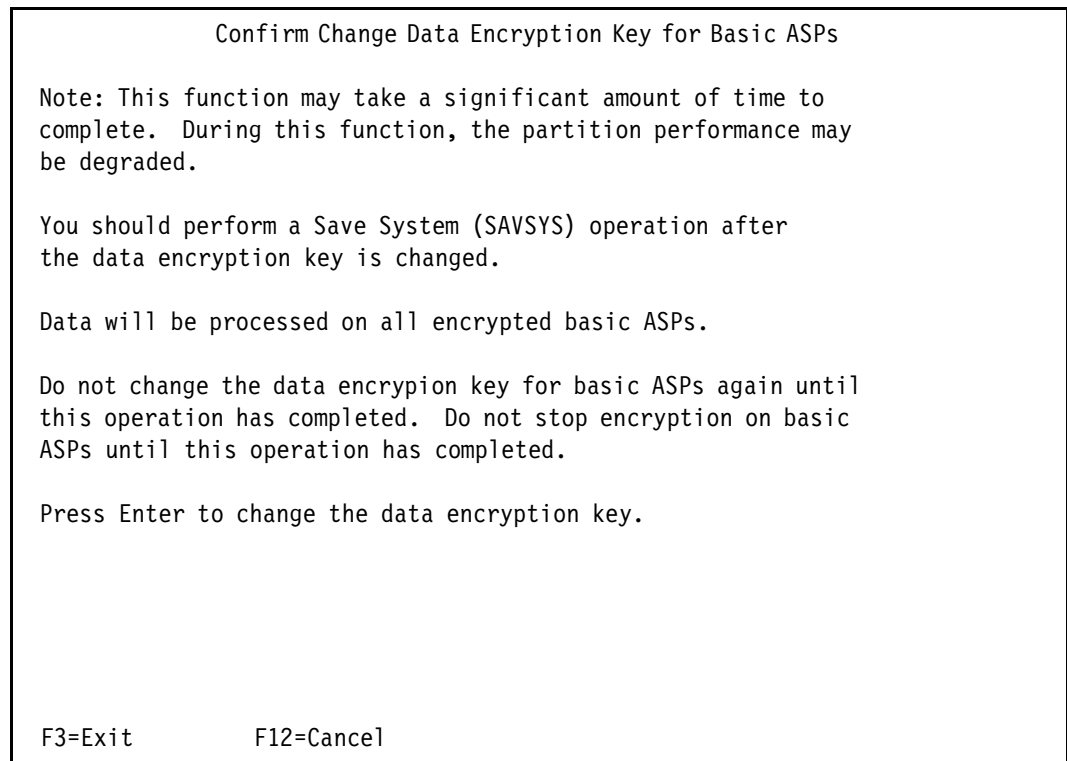 Confirm Change Data Encryption Key for Basic ASPs
Note: This function may take a significant amount of time to
complete.  During this function, the partition performance may
be degraded.
You should perform a Save System (SAVSYS) operation after
the data encryption key is changed.
Data will be processed on all encrypted basic ASPs.
Do not change the data encrypion key for basic ASPs again until
this operation has completed.  Do not stop encryption on basic
ASPs until this operation has completed.
Press Enter to change the data encryption key.
F3=Exit          F12=Cancel